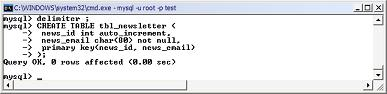 C:\WINDOWS\system32\cmd.exe - mysql -u root -p test
mysql> delimiter ;
mysql> CREATE TABLE tbl_newsletter (
    -> news_id int auto_increment,
    -> news_email char(80) not null,
    -> primary key(news_id, news_email)
    -> );
Query OK, 0 rows affected (0.00 sec)
mysql> _